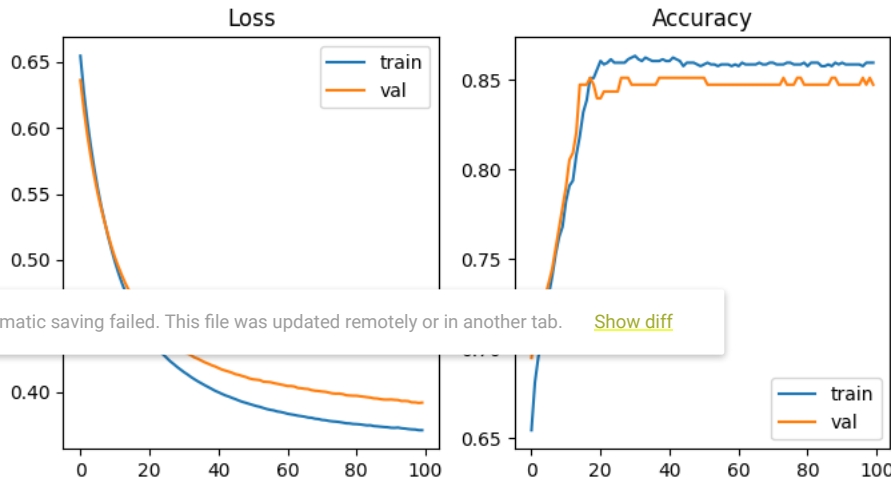 Loss
Accuracy
train
val
0.65
0.60
0.55
0.50
0.40
0 20 40 60 80 100
0.85
0.80
0.75
0.65
train
val
0 20 40 60 80 100
matic saving failed. This file was updated remotely or in another tab. Show diff